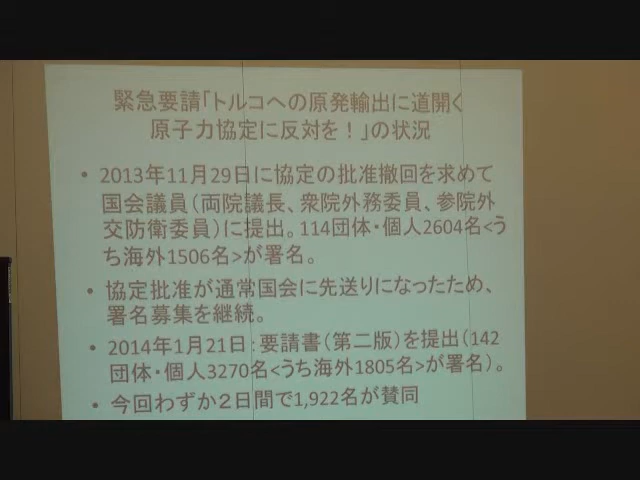 緊急要請「トルコへの原発輸出に道開く
原子力協定に反対を！」の状況
• 2013年11月29日に協定の批准撤回を求めて
国会議員（両院議長、衆院外務委員、参院外
交防衛委員）に提出。114団体・個人2604名<う
ち海外1506名>が署名。
• 協定批准が通常国会に先送りになったため、
署名募集を継続。
• 2014年1月21日：要請書（第二版）を提出（142
団体・個人3270名<うち海外1805名>が署名）。
• 今回わずか２日間で1,922名が賛同